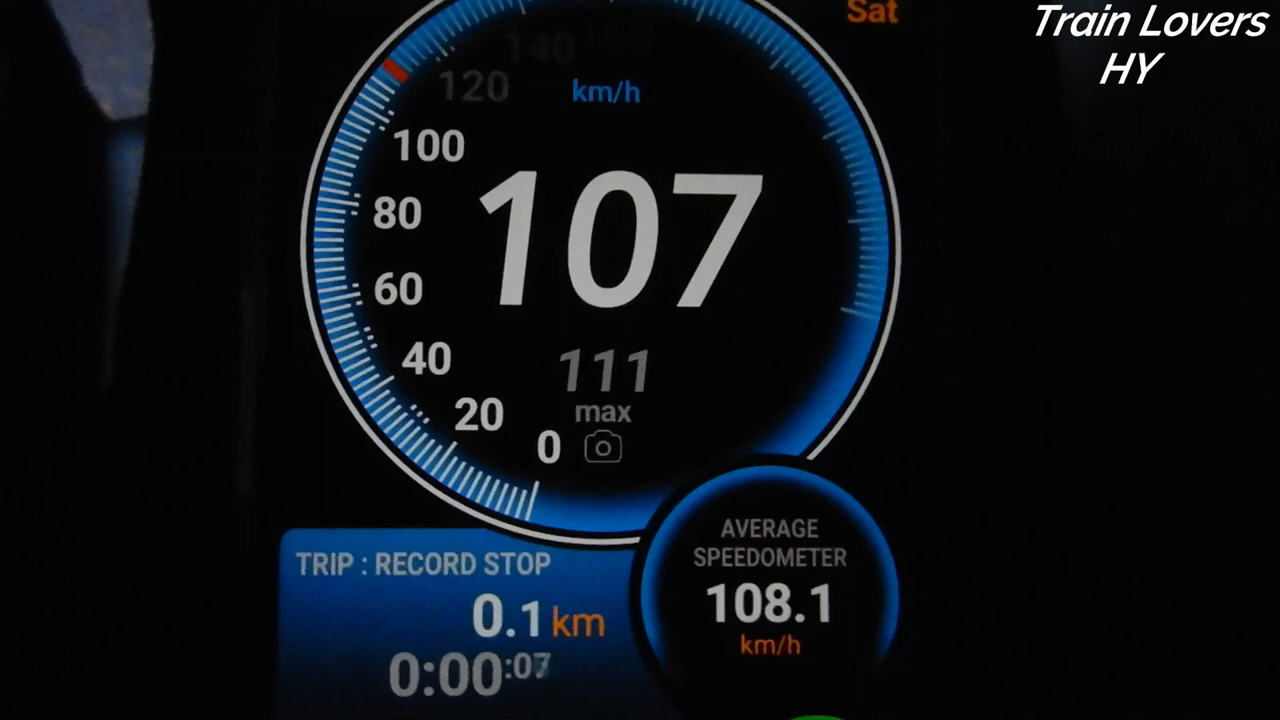 Sat
Train Lovers
HY
140
120
km/h
100
107
80
60
40
111
max
20
0
AVERAGE
SPEEDOMETER
108.1
km/h
TRIP : RECORD STOP
0.1 km
0:00:07